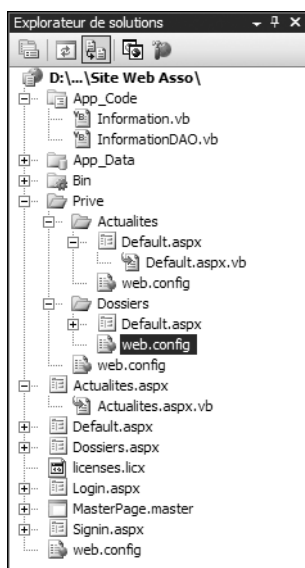 Explorateur de solutions
D:\...\Site Web Asso\
App_Code
Information.vb
InformationDAO.vb
App_Data
Bin
Prive
Actualites
Default.aspx
Default.aspx.vb
web.config
Dossiers
Default.aspx
web.config
web.config
Actualites.aspx
Actualites.aspx.vb
Default.aspx
Dossiers.aspx
licenses.licx
Login.aspx
MasterPage.master
Signin.aspx
web.config